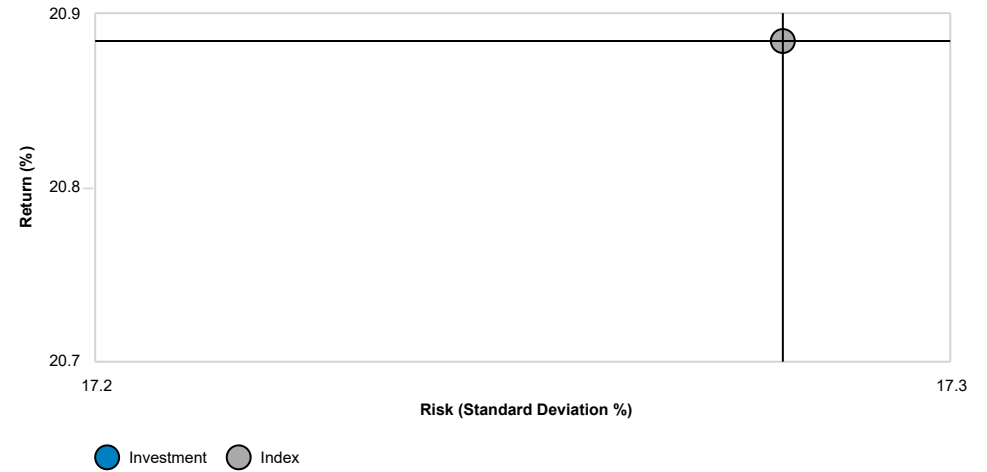 20.9
20.8
20.7
Return (%)
17.2
17.3
Risk (Standard Deviation %)
Investment
Index